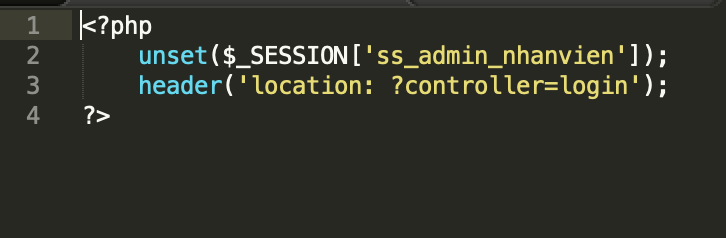 1 <?php
2     unset($_SESSION['ss_admin_nhanvien']);
3     header('location: ?controller=login');
4 ?>